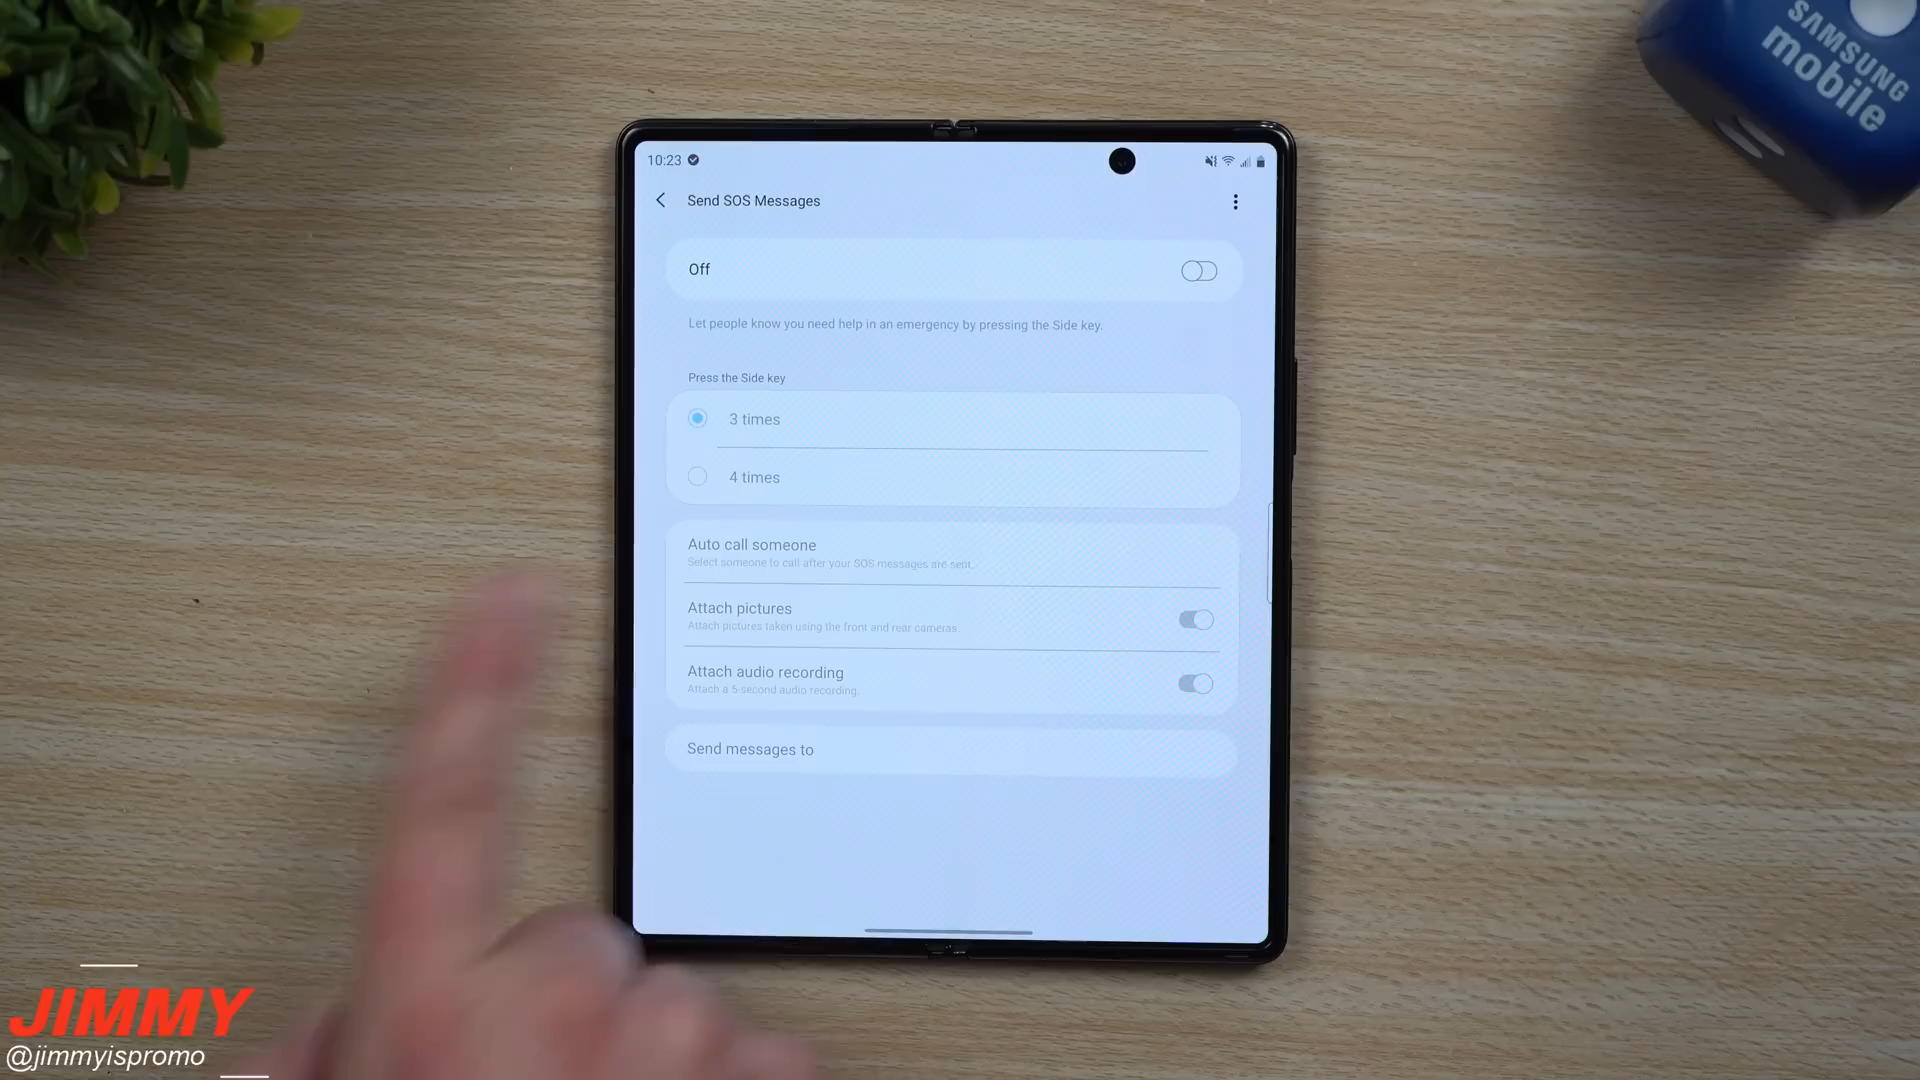 SAMSUNG
mobile
10:23
Send SOS Messages
Off
Let people know you need help in an emergency by pressing the Side key.
Press the Side key
3 times
4 times
Auto call someone
Select someone to call after your SOS messages are sent.
Attach pictures
Attach pictures taken using the front and rear cameras.
Attach audio recording
Attach a 5-second audio recording.
Send messages to
JIMMY
@jimmyispromo